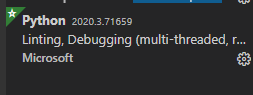 Python 2020.3.71659
Linting, Debugging (multi-threaded, r...
Microsoft